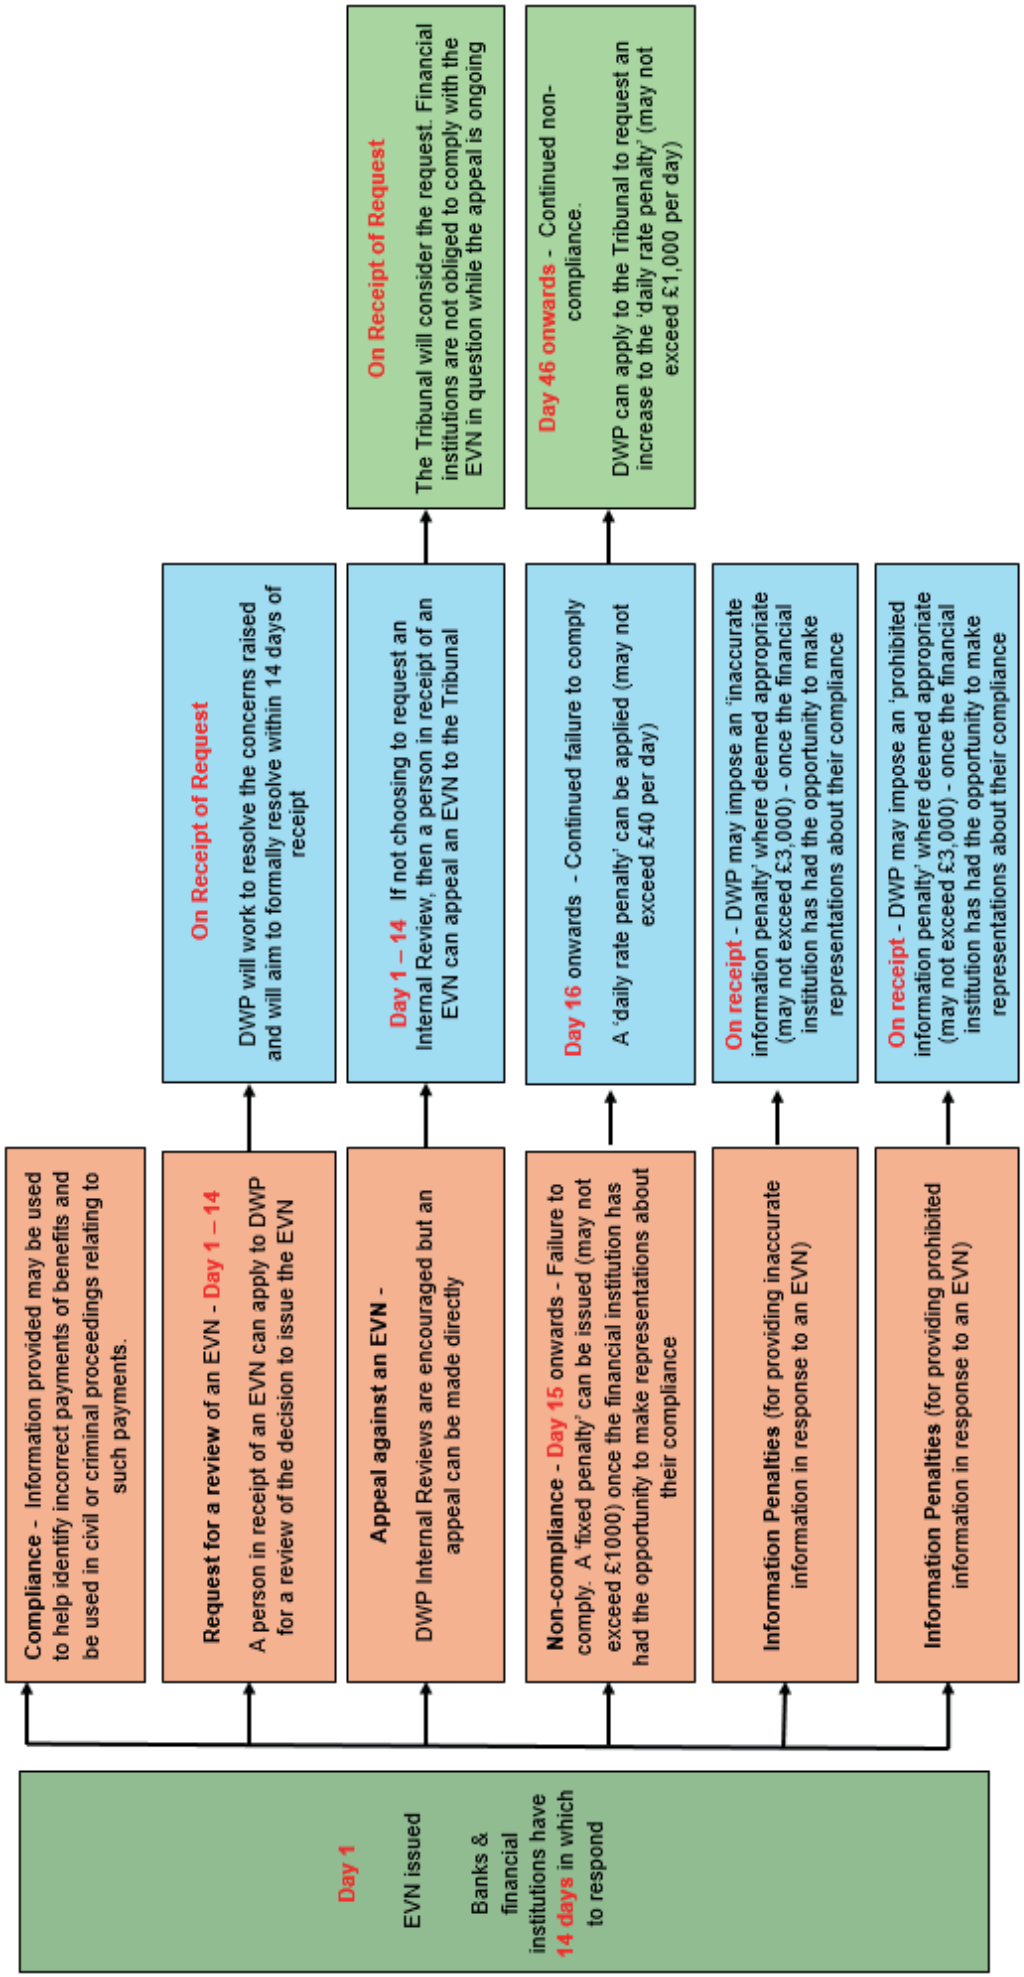 Day 1
EVN issued
Banks &
financial
institutions have
14 days in which
to respond
Compliance - Information provided may be used
to help identify incorrect payments of benefits and
be used in civil or criminal proceedings relating to
such payments.
Request for a review of an EVN - Day 1 – 14
A person in receipt of an EVN can apply to DWP
for a review of the decision to issue the EVN
On Receipt of Request
DWP will work to resolve the concerns raised
and will aim to formally resolve within 14 days of
receipt
Appeal against an EVN -
DWP Internal Reviews are encouraged but an
appeal can be made directly
Day 1 – 14 If not choosing to request an
Internal Review, then a person in receipt of an
EVN can appeal an EVN to the Tribunal
On Receipt of Request
The Tribunal will consider the request. Financial
institutions are not obliged to comply with the
EVN in question while the appeal is ongoing
Non-compliance - Day 15 onwards - Failure to
comply. A ‘fixed penalty’ can be issued (may not
exceed £1000) once the financial institution has
had the opportunity to make representations about
their compliance
Day 16 onwards - Continued failure to comply
A ‘daily rate penalty’ can be applied (may not
exceed £40 per day)
Day 46 onwards - Continued non-
compliance.
DWP can apply to the Tribunal to request an
increase to the ‘daily rate penalty’ (may not
exceed £1,000 per day)
Information Penalties (for providing inaccurate
information in response to an EVN)
On receipt - DWP may impose an ‘inaccurate
information penalty’ where deemed appropriate
(may not exceed £3,000) - once the financial
institution has had the opportunity to make
representations about their compliance
Information Penalties (for providing prohibited
information in response to an EVN)
On receipt - DWP may impose an ‘prohibited
information penalty’ where deemed appropriate
(may not exceed £3,000) - once the financial
institution has had the opportunity to make
representations about their compliance